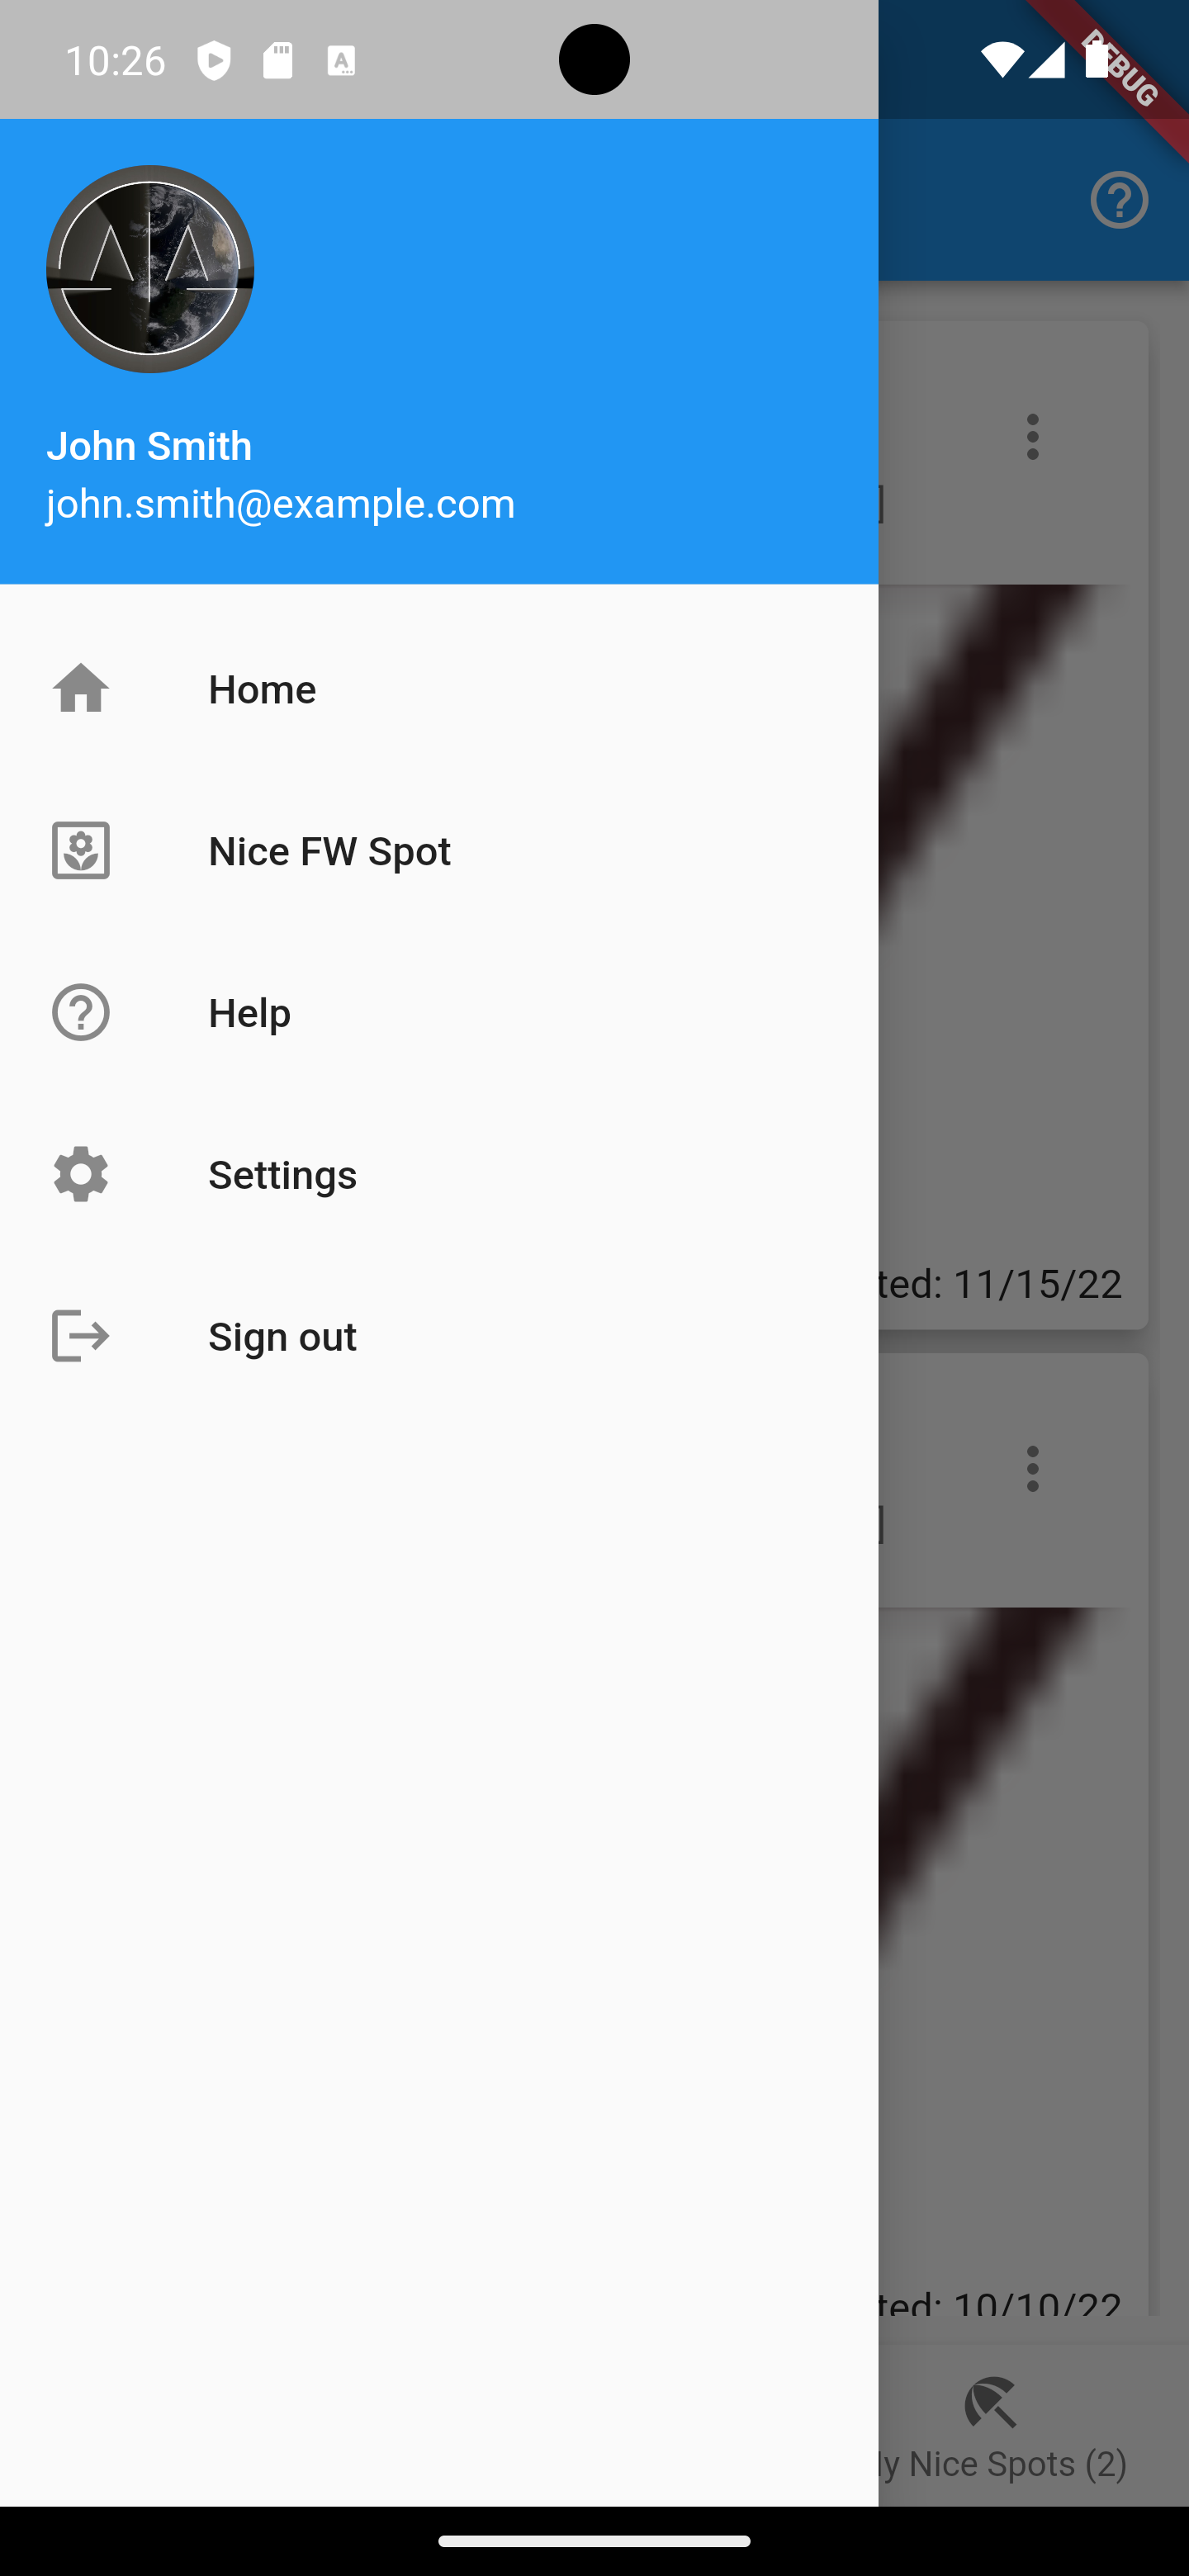 10:26
DEBUG
John Smith
john.smith@example.com
]
Home
Nice FW Spot
Help
Settings
ted: 11/15/22
Sign out
]
ted: 10/10/22
y Nice Spots (2)